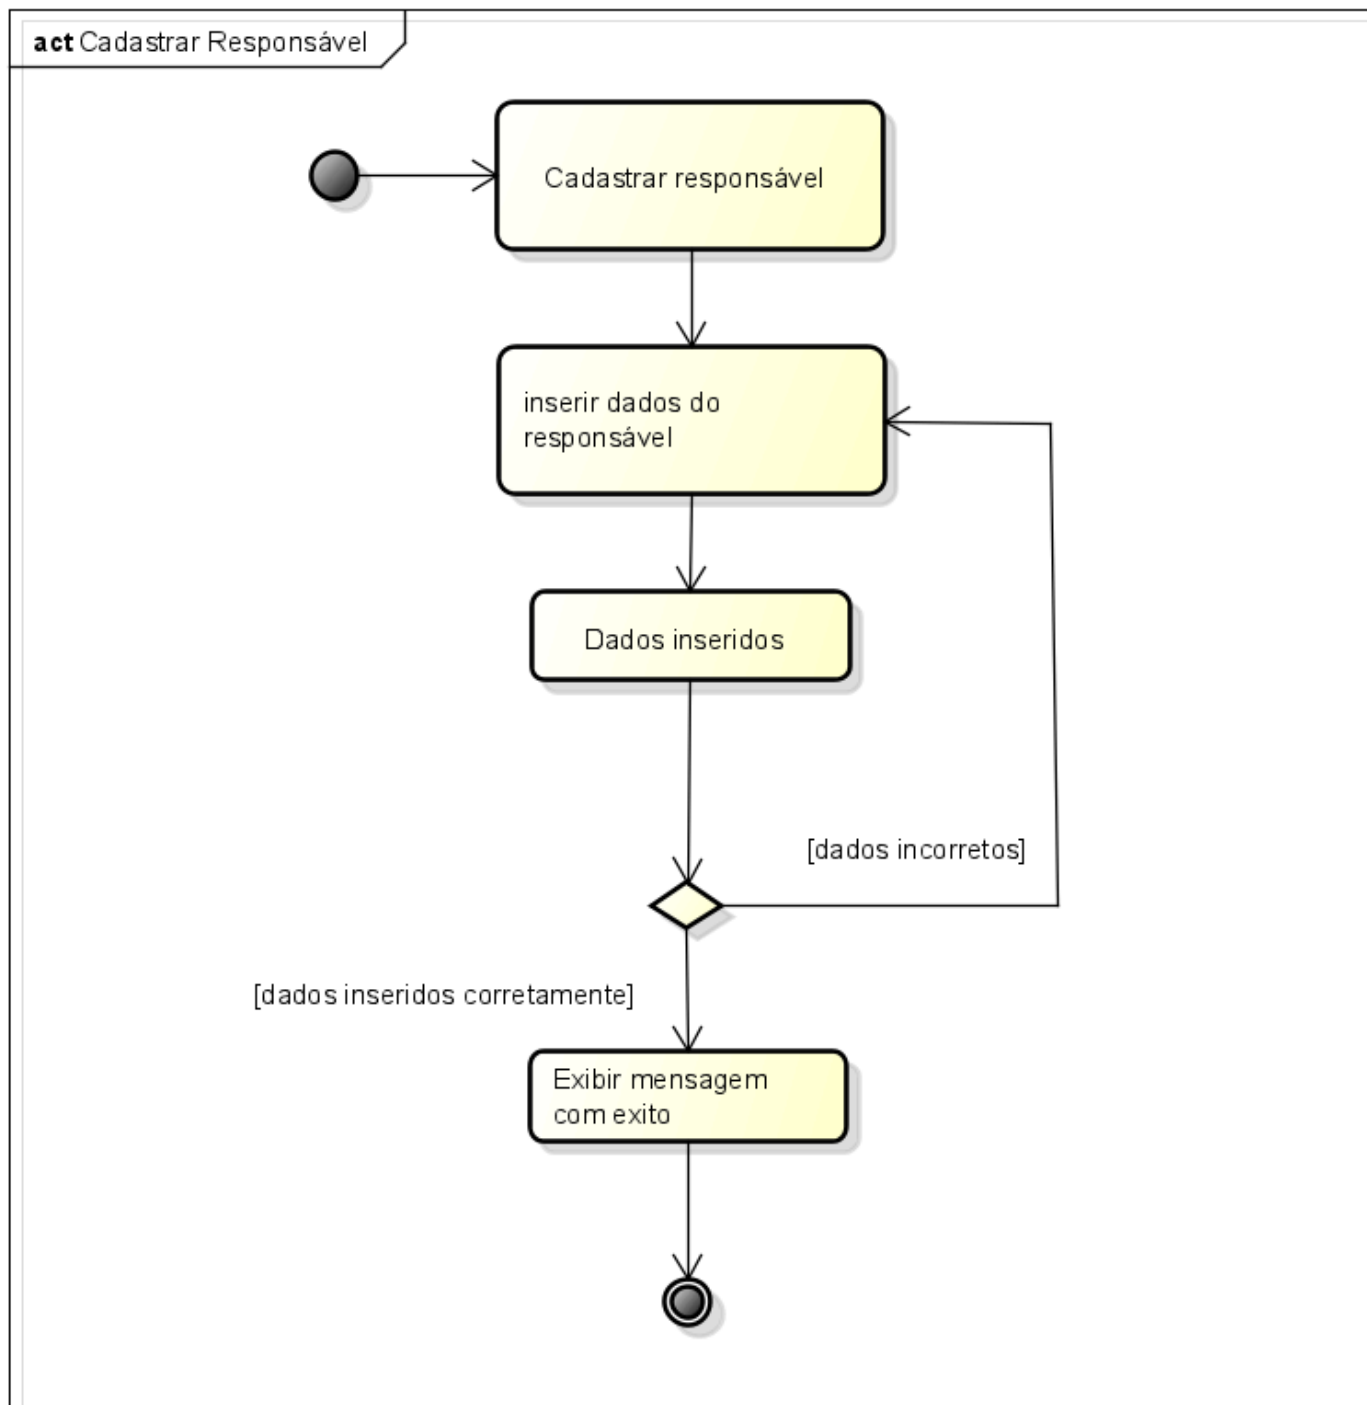 act Cadastrar Responsável
Cadastrar responsável
inserir dados do
responsável
Dados inseridos
[dados incorretos]
[dados inseridos corretamente]
Exibir mensagem
com exito